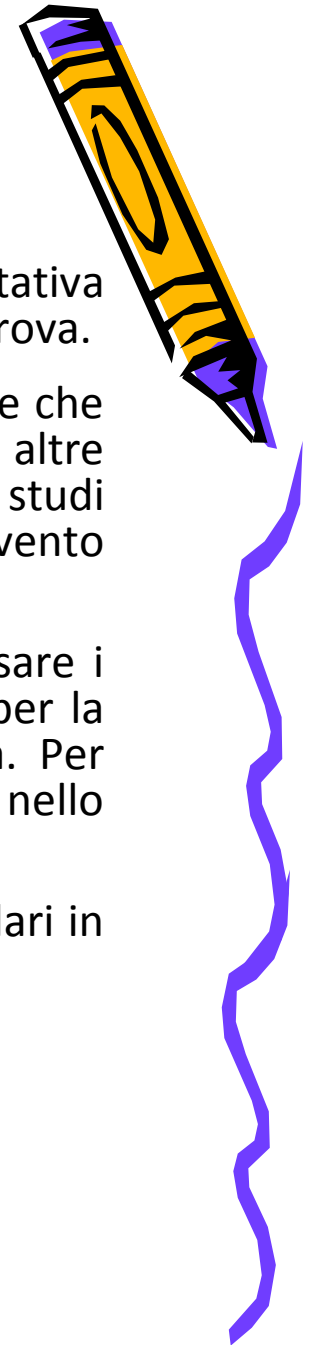 tativa
rova.
e che
altre
studi
vento
sare i
per la
. Per
nello
lari in